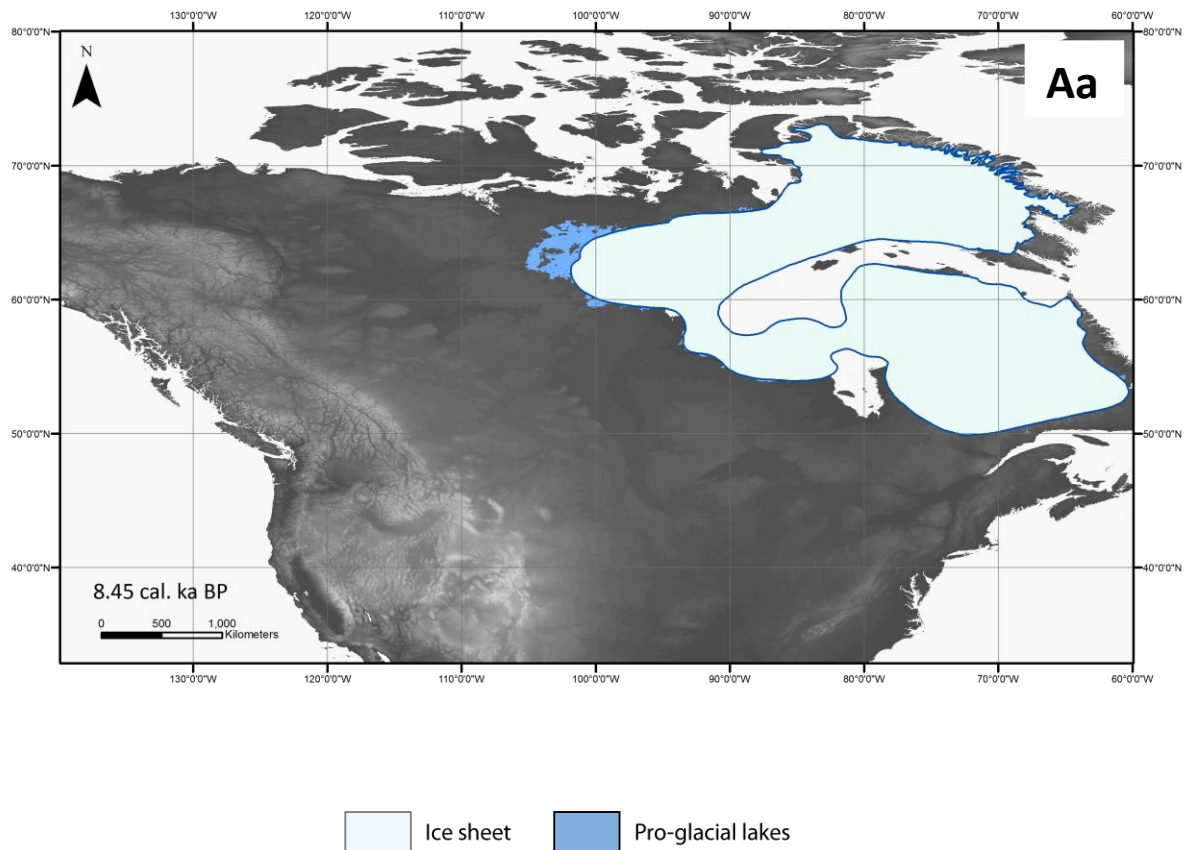 130°0'0"W 120°0'0"W 110°0'0"W 100°0'0"W 90°0'0"W 80°0'0"W 70°0'0"W 60°0'0"W
80°0'0"N 80°0'0"N
N
Aa
70°0'0"N 70°0'0"N
60°0'0"N 60°0'0"N
50°0'0"N 50°0'0"N
40°0'0"N 40°0'0"N
8.45 cal. ka BP
0 500 1,000
Kilometers
130°0'0"W 120°0'0"W 110°0'0"W 100°0'0"W 90°0'0"W 80°0'0"W 70°0'0"W 60°0'0"W
Ice sheet Pro-glacial lakes